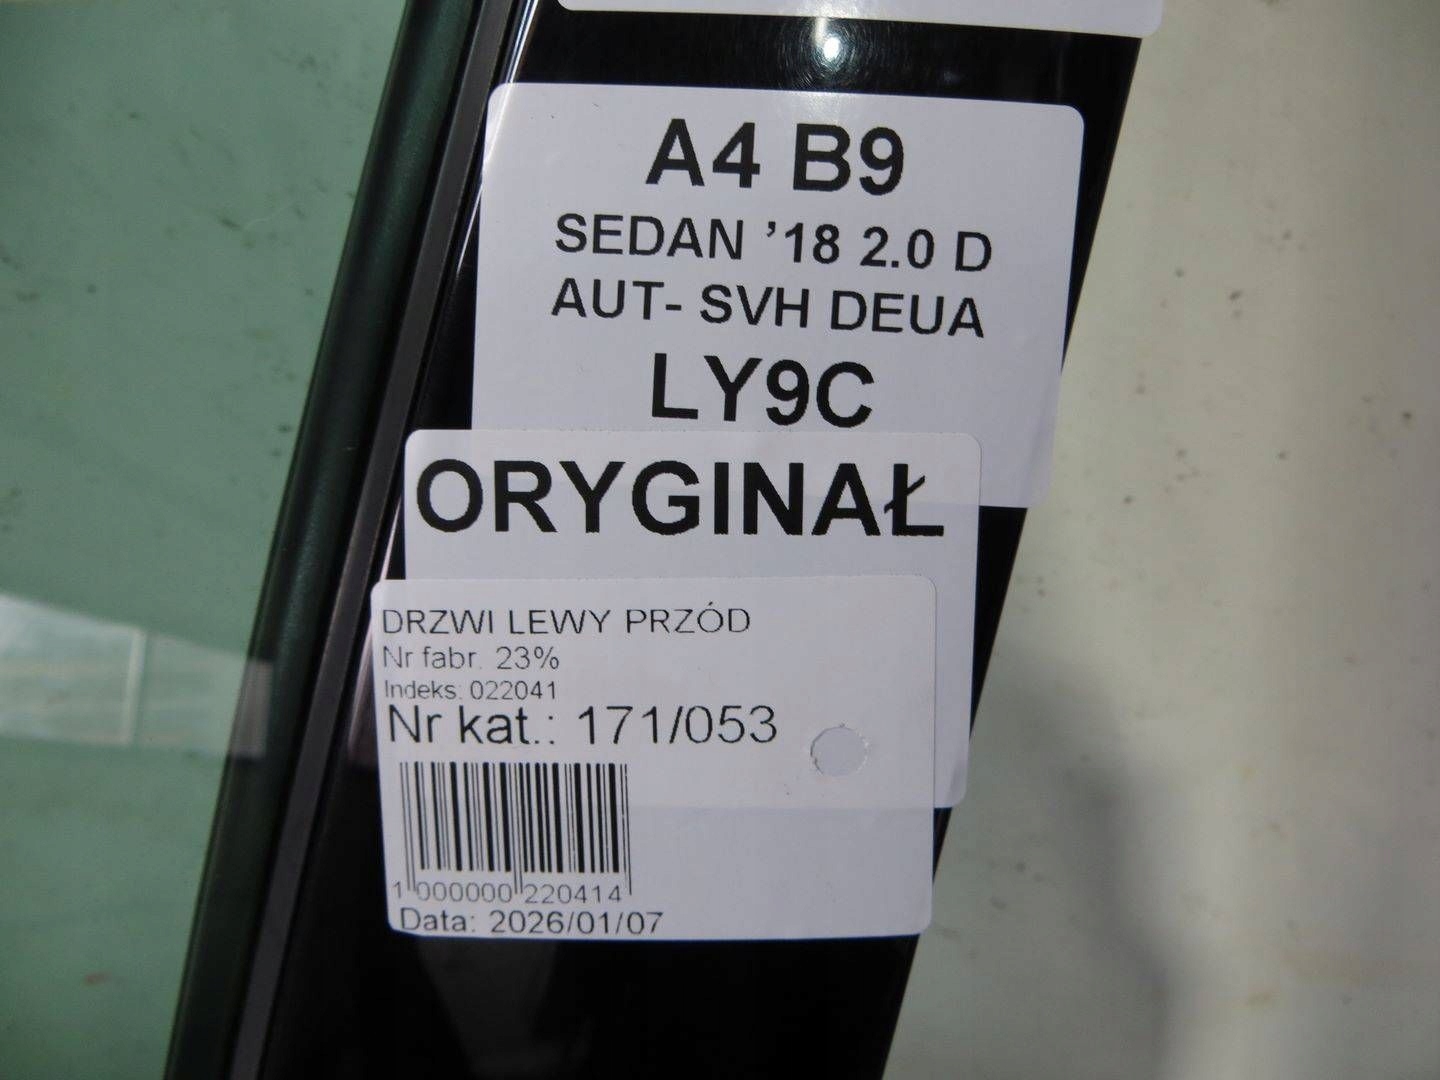 A4 B9
SEDAN ’18 2.0 D
AUT- SVH DEUA
LY9C
ORYGINAŁ
DRZWI LEWY PRZÓD
Nr fabr. 23%
Indeks: 022041
Nr kat.: 171/053
1 000000 220414
Data: 2026/01/07